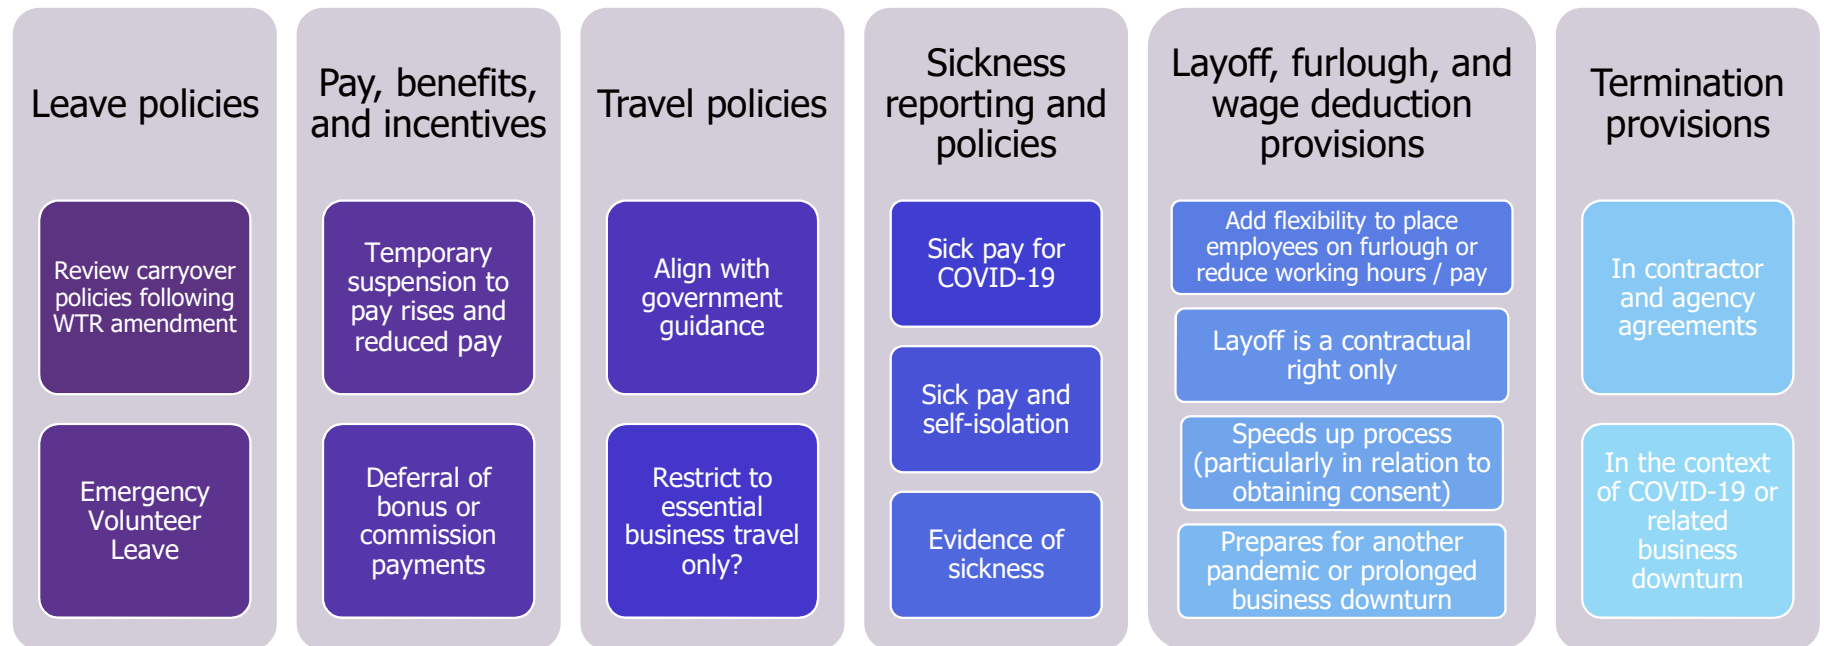 Leave policies
Review carryover
policies following
WTR amendment
Emergency
Volunteer
Leave
Pay, benefits,
and incentives
Temporary
suspension to
pay rises and
reduced pay
Deferral of
bonus or
commission
payments
Travel policies
Align with
government
guidance
Restrict to
essential
business travel
only?
Sickness
reporting and
policies
Sick pay for
COVID-19
Sick pay and
self-isolation
Evidence of
sickness
Layoff, furlough, and
wage deduction
provisions
Add flexibility to place
employees on furlough or
reduce working hours / pay
Layoff is a contractual
right only
Speeds up process
(particularly in relation to
obtaining consent)
Prepares for another
pandemic or prolonged
business downturn
Termination
provisions
In contractor
and agency
agreements
In the context
of COVID-19 or
related
business
downturn